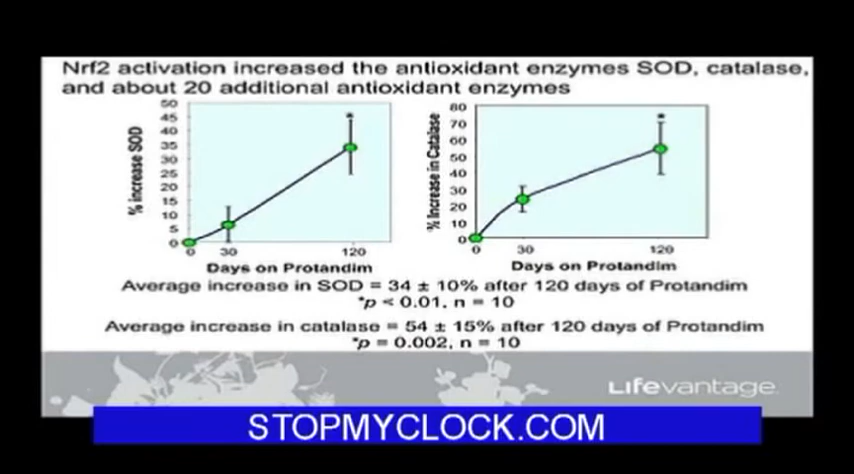 Nrf2 activation increased the antioxidant enzymes SOD, catalase,
and about 20 additional antioxidant enzymes
% increase SOD
50
45
40
35
30
25
20
15
10
5
0
*
0 30 120
Days on Protandim
% Increase in Catalase
80
70
60
50
40
30
20
10
0
*
0 30 120
Days on Protandim
Average increase in SOD = 34 ± 10% after 120 days of Protandim
*p < 0.01, n = 10
Average increase in catalase = 54 ± 15% after 120 days of Protandim
*p = 0.002, n = 10
Lifevantage
STOPMYCLOCK.COM